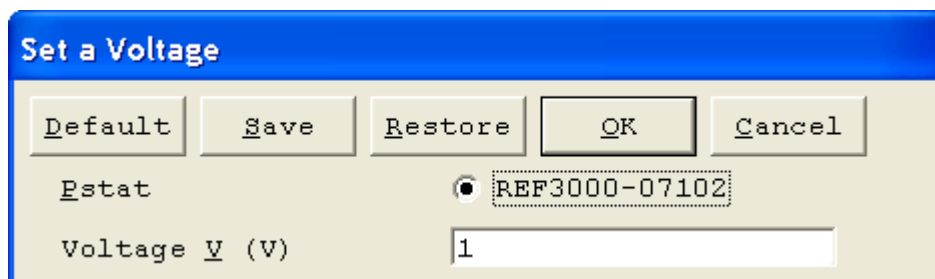 Set a Voltage
Default Save Restore OK Cancel
Pstat REF3000-07102
Voltage V (V) 1